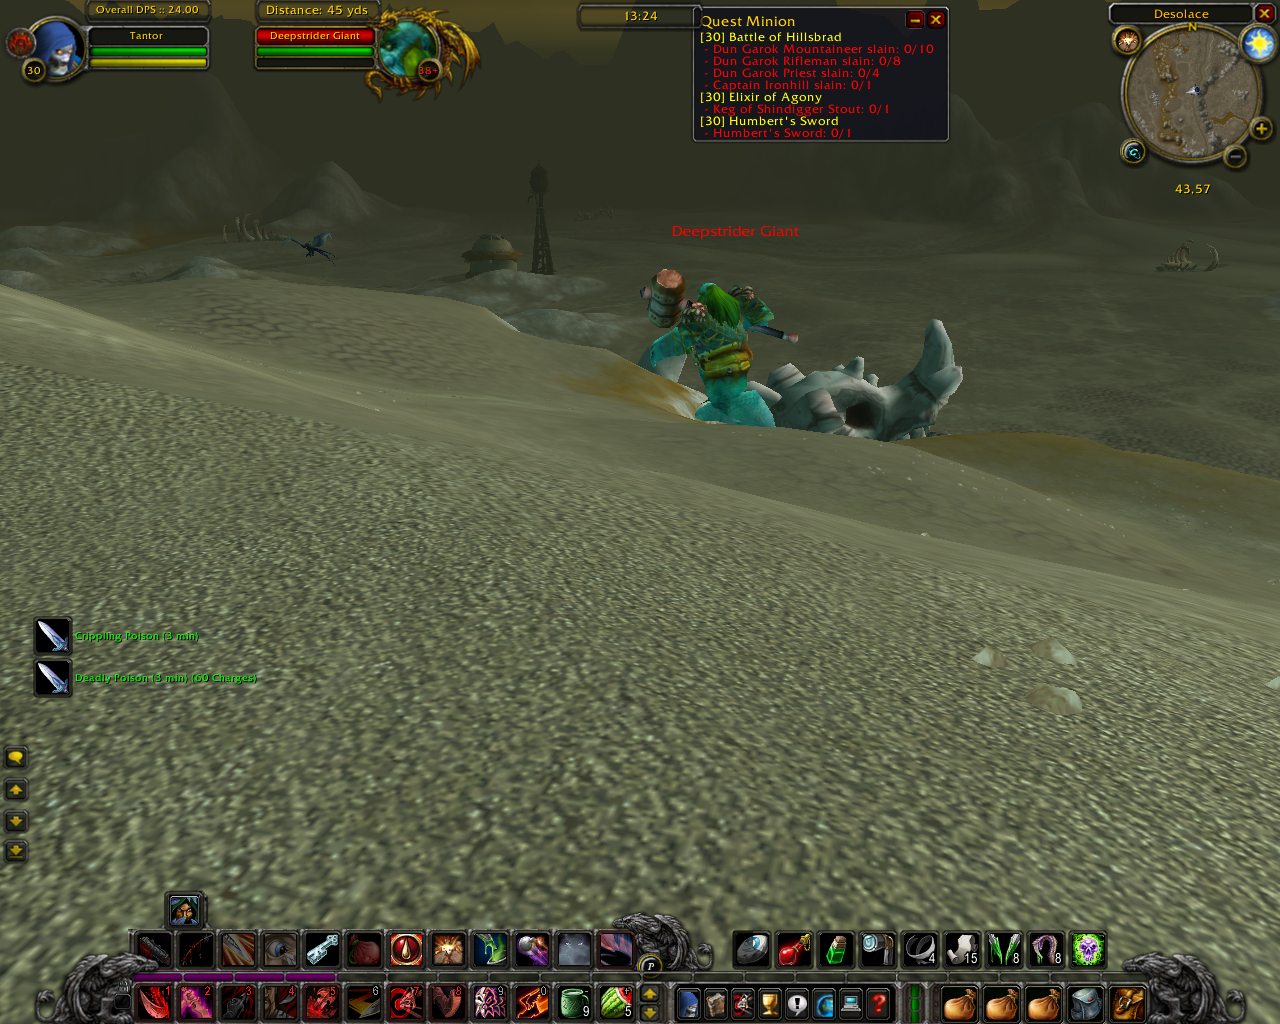 Overall DPS :: 24.00
Tantor
30
Distance: 45 yds
Deepstrider Giant
38+
13:24
Quest Minion
[30] Battle of Hillsbrad
- Dun Garok Mountaineer slain: 0/10
- Dun Garok Rifleman slain: 0/8
- Dun Garok Priest slain: 0/4
- Captain Ironhill slain: 0/1
[30] Elixir of Agony
- Keg of Shindigger Stout: 0/1
[30] Humbert's Sword
- Humbert's Sword: 0/1
Desolace
N
43,57
Deepstrider Giant
Crippling Poison (3 min)
Deadly Poison (3 min) (60 Charges)
4
15
8
8
P
1
2
3
4
5
6
7
8
9
0
9
5